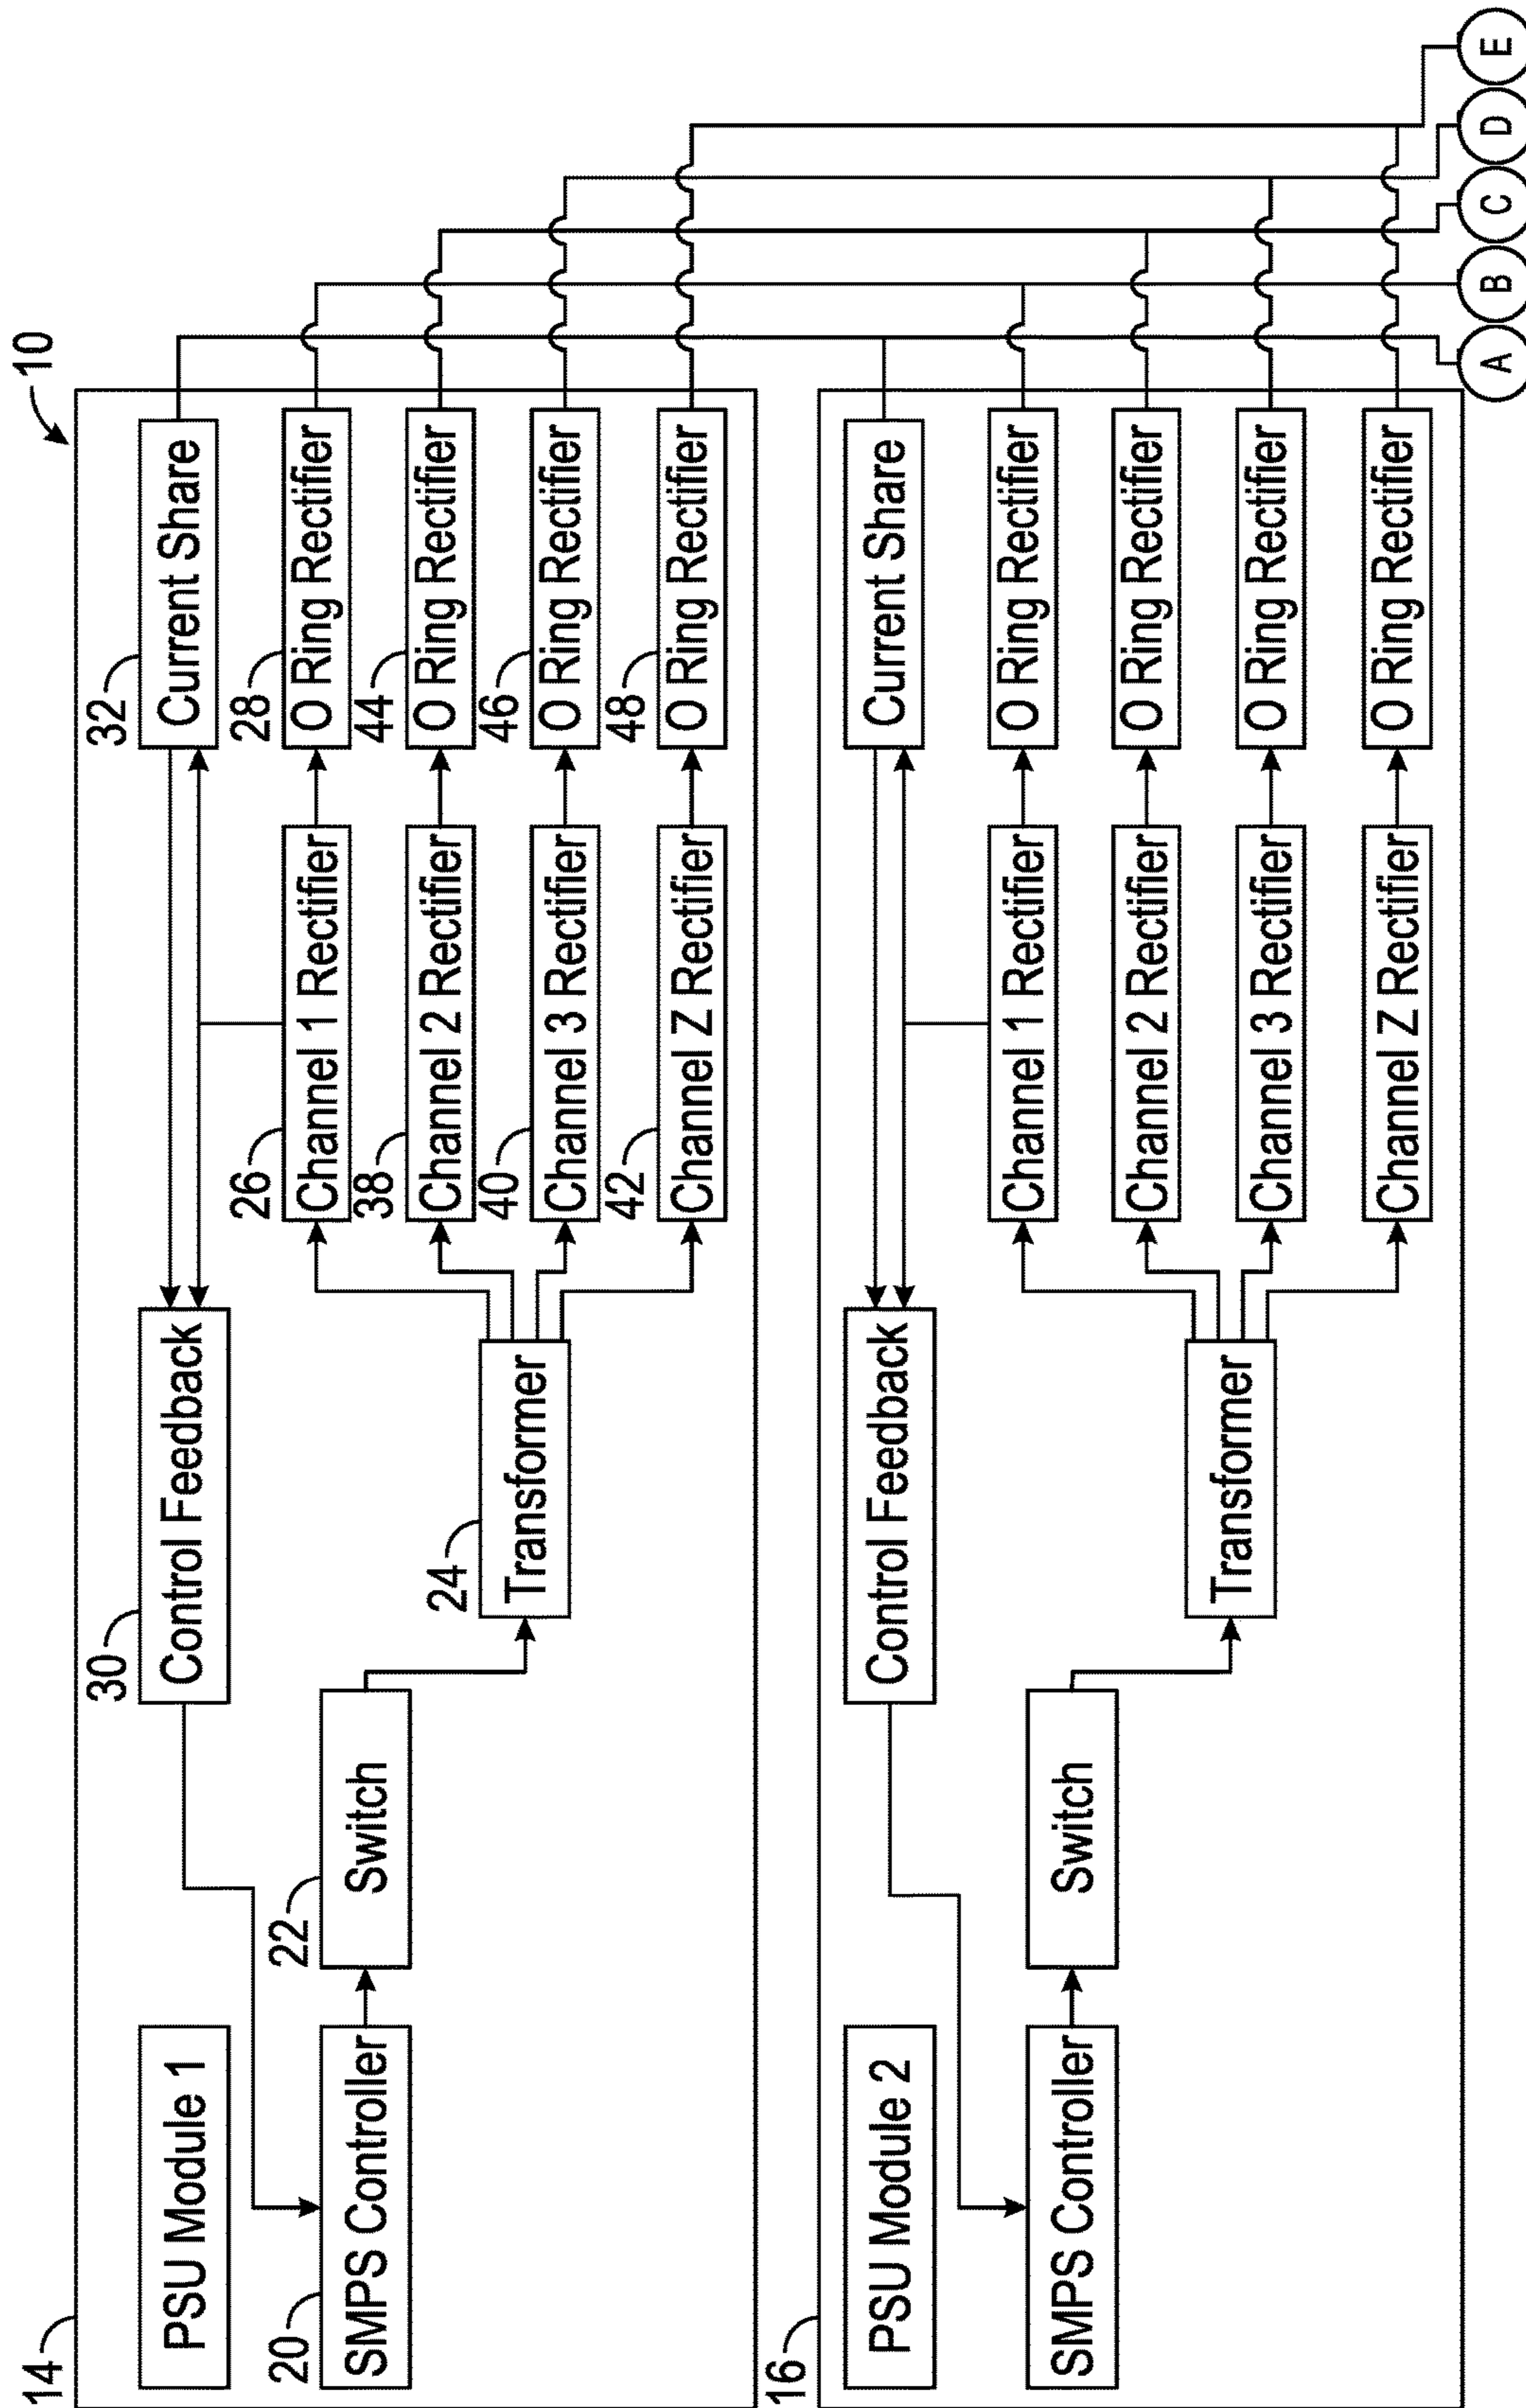 10
14
PSU Module 1
30
Control Feedback
32
Current Share
20
SMPS Controller
22
Switch
24
Transformer
26
Channel 1 Rectifier
28
O Ring Rectifier
38
Channel 2 Rectifier
44
O Ring Rectifier
40
Channel 3 Rectifier
46
O Ring Rectifier
42
Channel Z Rectifier
48
O Ring Rectifier
16
PSU Module 2
Control Feedback
Current Share
SMPS Controller
Switch
Transformer
Channel 1 Rectifier
O Ring Rectifier
Channel 2 Rectifier
O Ring Rectifier
Channel 3 Rectifier
O Ring Rectifier
Channel Z Rectifier
O Ring Rectifier
A
B
C
D
E